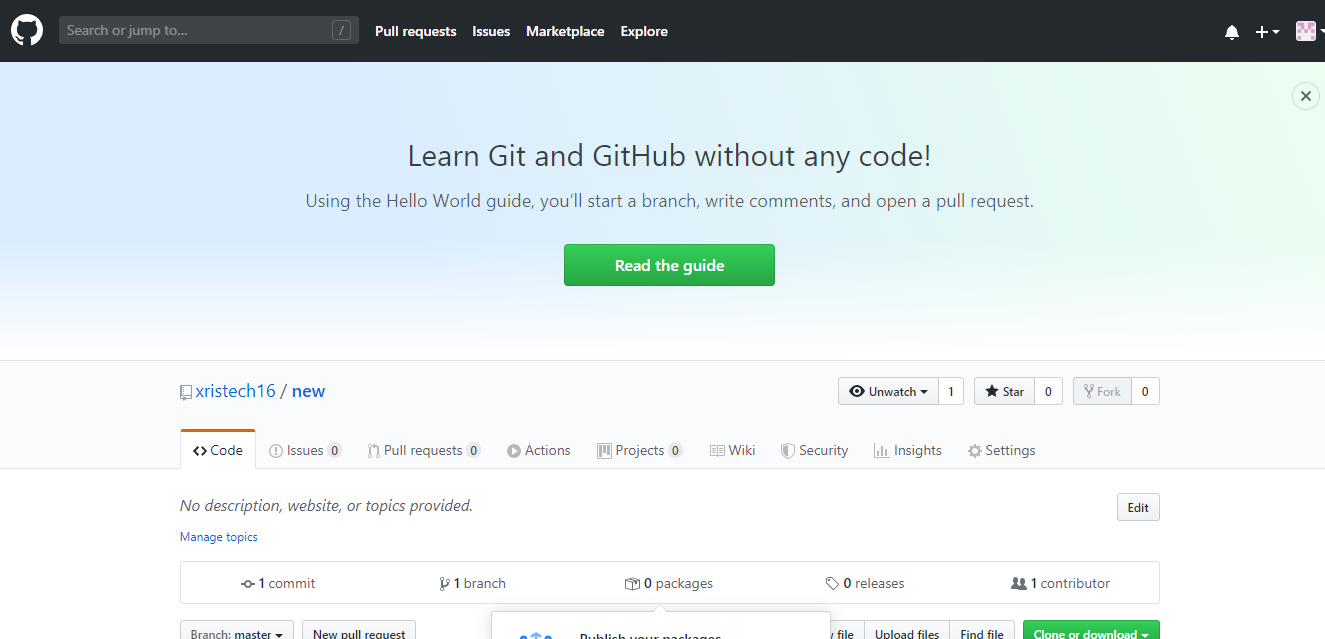 Search or jump to... / Pull requests Issues Marketplace Explore
Learn Git and GitHub without any code!
Using the Hello World guide, you’ll start a branch, write comments, and open a pull request.
Read the guide
xristech16 / new Unwatch 1 Star 0 Fork 0
Code Issues 0 Pull requests 0 Actions Projects 0 Wiki Security Insights Settings
No description, website, or topics provided. Edit
Manage topics
1 commit 1 branch 0 packages 0 releases 1 contributor
Branch: master New pull request Publish your packages file Upload files Find file Clone or download